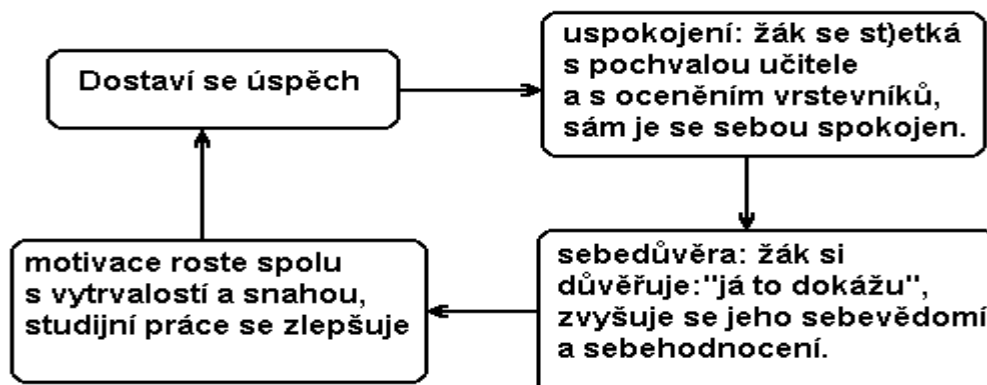 Dostaví se úspěch
uspokojení: žák se st)etká
s pochvalou učitele
a s oceněním vrstevníků,
sám je se sebou spokojen.
sebedůvěra: žák si
důvěřuje:"já to dokážu",
zvyšuje se jeho sebevědomí
a sebehodnocení.
motivace roste spolu
s vytrvalostí a snahou,
studijní práce se zlepšuje